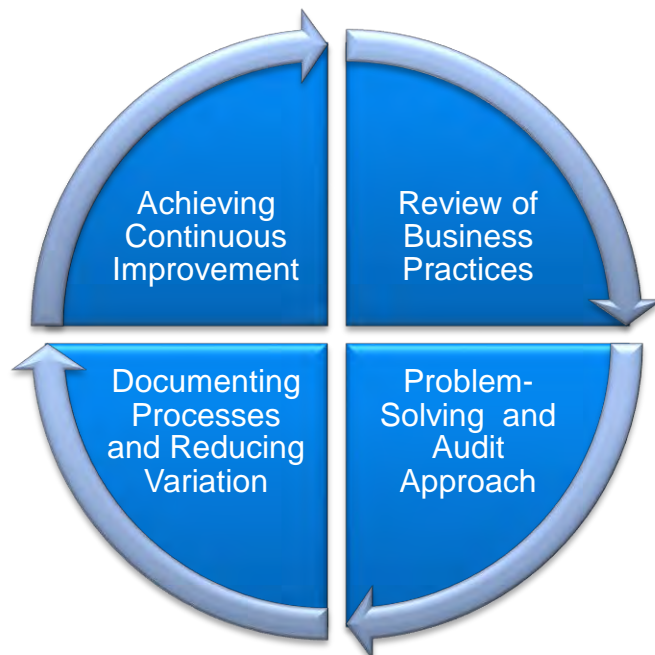 Achieving
Continuous
Improvement
Review of
Business
Practices
Documenting
Processes
and Reducing
Variation
Problem-
Solving and
Audit
Approach